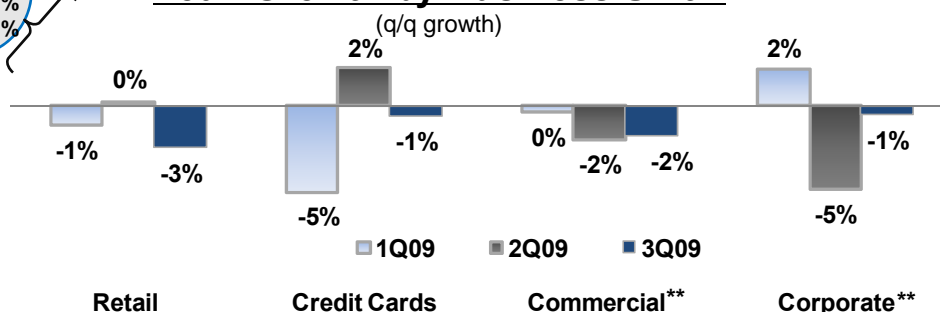 %
%
(q/q growth)
2%
2%
0%
-1%
-3%
-1%
0%
-2%
-2%
-1%
-5%
-5%
1Q09
2Q09
3Q09
Retail
Credit Cards
Commercial**
Corporate**